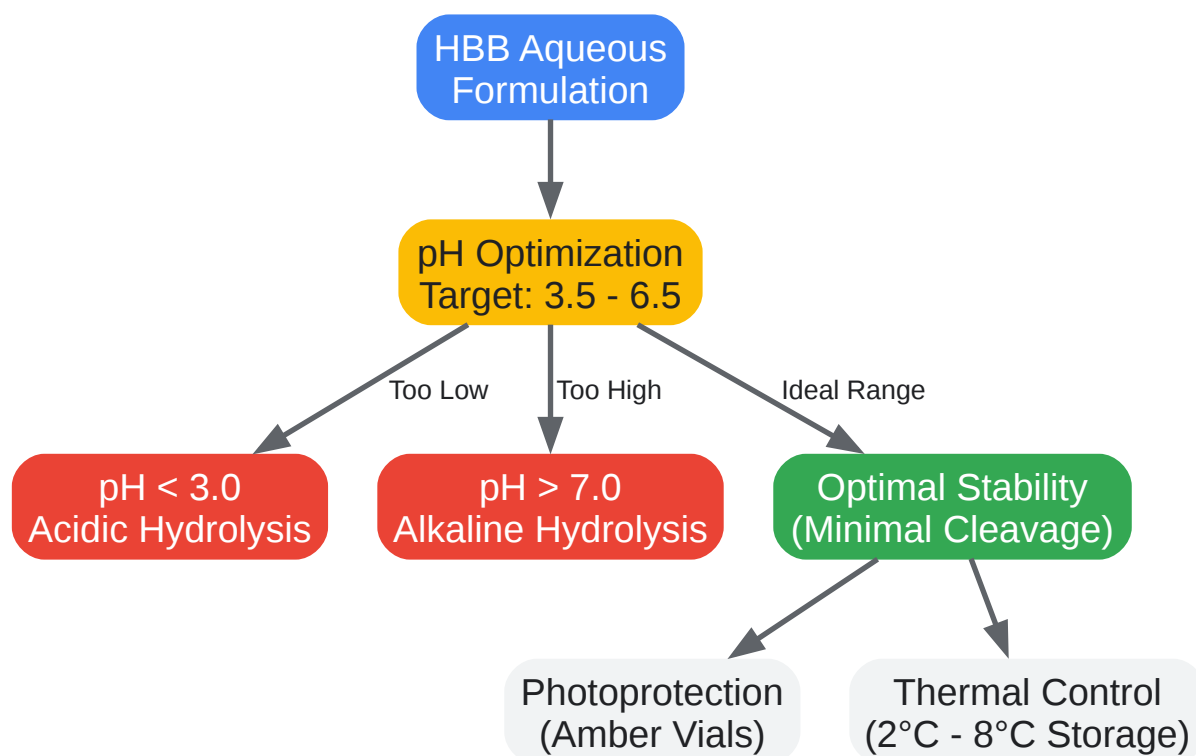 HBB Aqueous
Formulation
pH Optimization
Target: 3.5 - 6.5
Too Low
Too High
Ideal Range
pH < 3.0
Acidic Hydrolysis
pH > 7.0
Alkaline Hydrolysis
Optimal Stability
(Minimal Cleavage)
Photoprotection
(Amber Vials)
Thermal Control
(2°C - 8°C Storage)